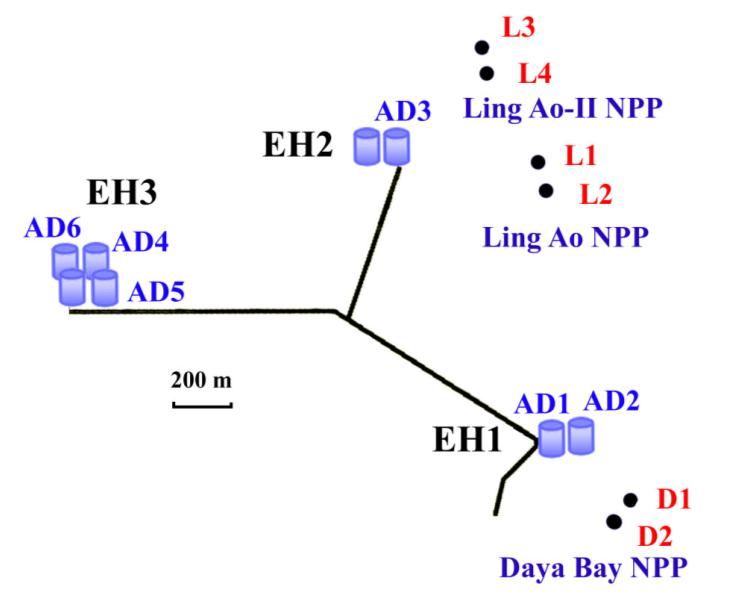 L3
L4
Ling Ao-II NPP
AD3
EH2
L1
L2
Ling Ao NPP
EH3
AD6
AD4
AD5
200 m
AD1
AD2
EH1
D1
D2
Daya Bay NPP